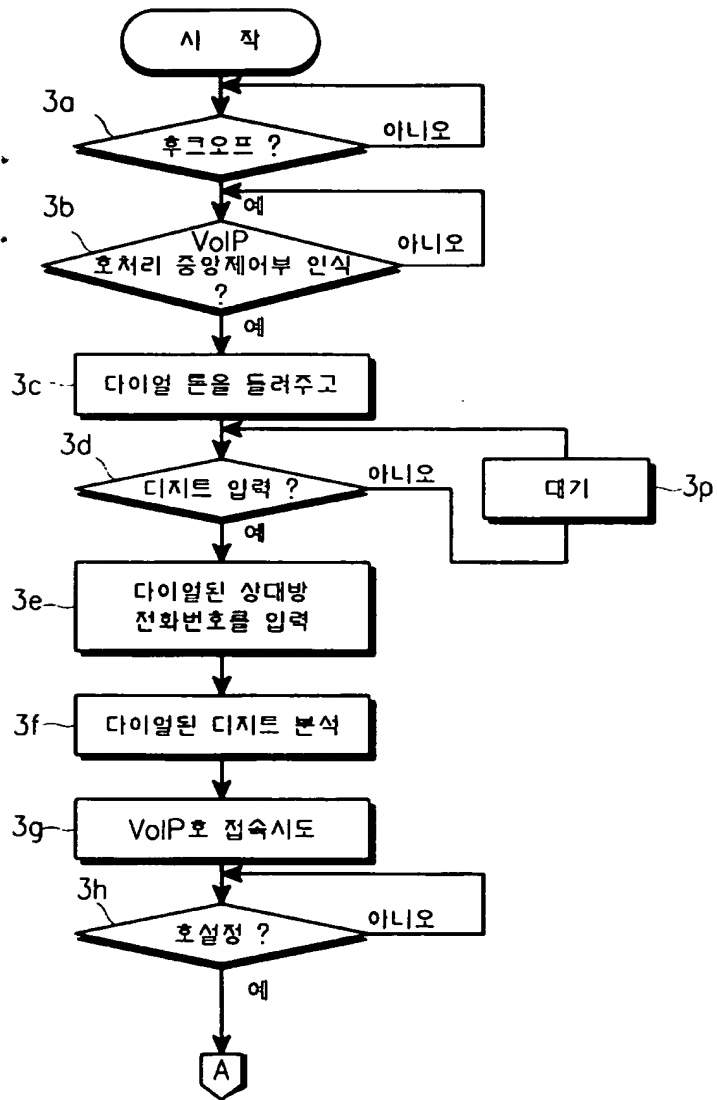 시 작
3a
후크오프 ?
아니오
예
3b
VoIP
호처리 중앙제어부 인식
?
아니오
예
3c
다이얼 톤을 들려주고
3d
디지트 입력 ?
아니오
대기
3p
예
3e
다이얼된 상대방
전화번호를 입력
3f
다이얼된 디지트 분석
3g
VoIP호 접속시도
3h
호설정 ?
아니오
예
A